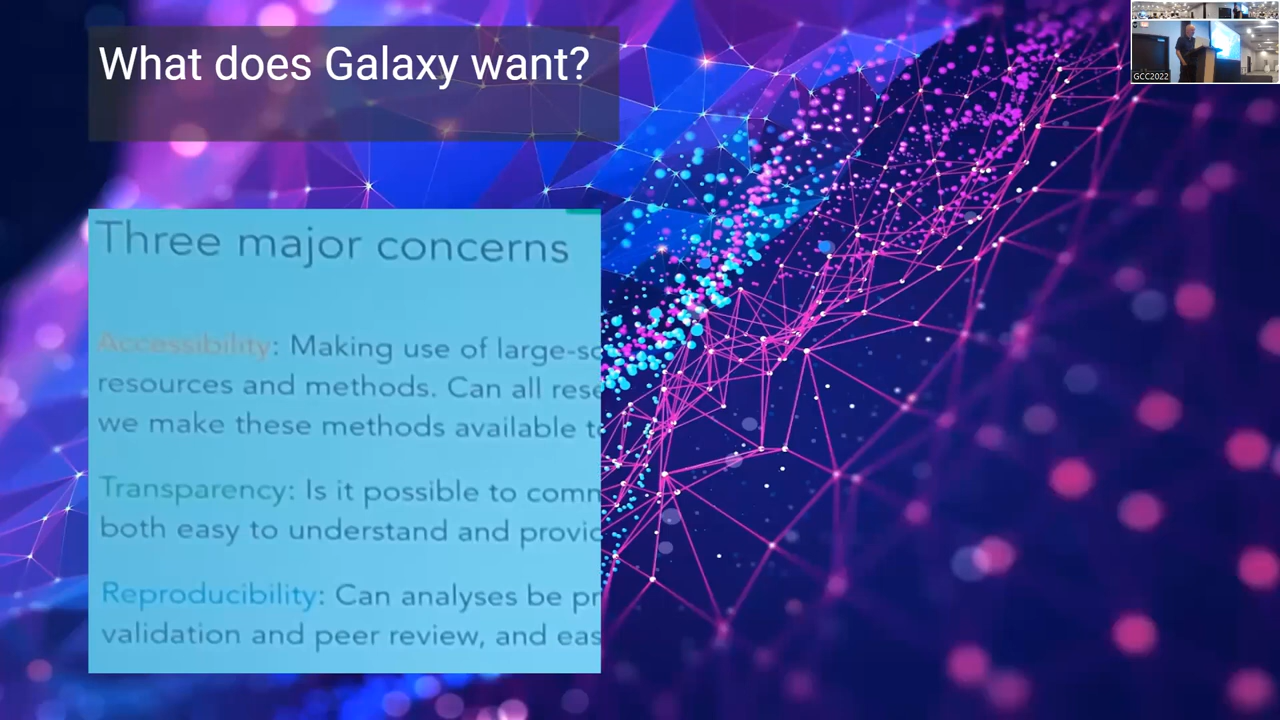 What does Galaxy want?
GCC2022
Three major concerns
Accessibility: Making use of large-sc
resources and methods. Can all rese
we make these methods available t
Transparency: Is it possible to comm
both easy to understand and provid
Reproducibility: Can analyses be pr
validation and peer review, and eas